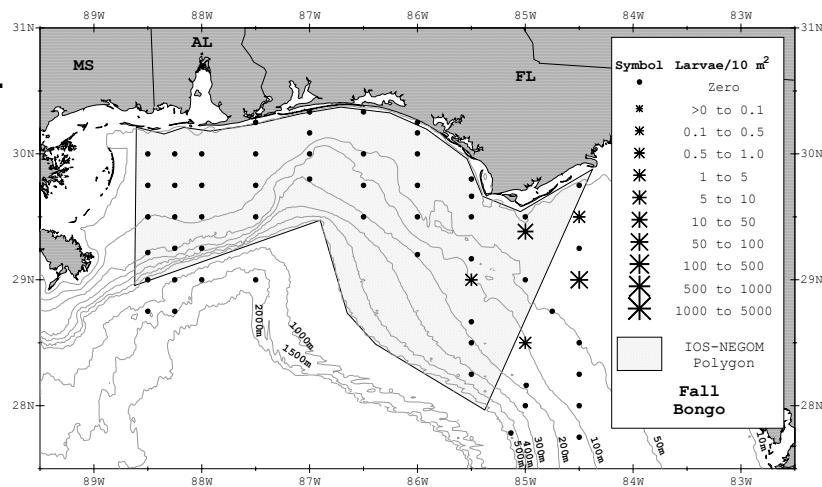 89W 88W 87W 86W 85W 84W 83W
31N 31N
AL
MS
FL
Symbol Larvae/10 m²
Zero
>0 to 0.1
0.1 to 0.5
0.5 to 1.0
1 to 5
5 to 10
10 to 50
50 to 100
100 to 500
500 to 1000
1000 to 5000
IOS-NEGOM
Polygon
Fall
Bongo
30N 30N
29N 29N
28N 28N
2000m
1000m
1500m
500m
400m
300m
200m
100m
50m
10m
89W 88W 87W 86W 85W 84W 83W